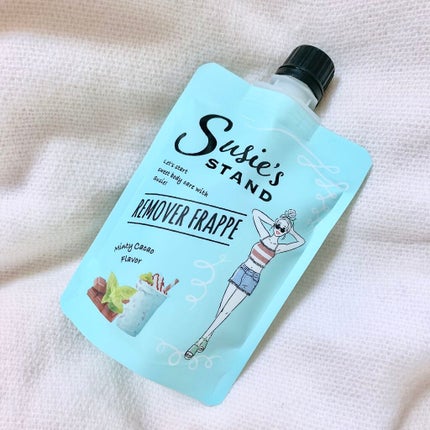 Susie's
STAND
Let's start
sweet body care with
Susie!
REMOVER FRAPPE
Minty Cacao
Flavor